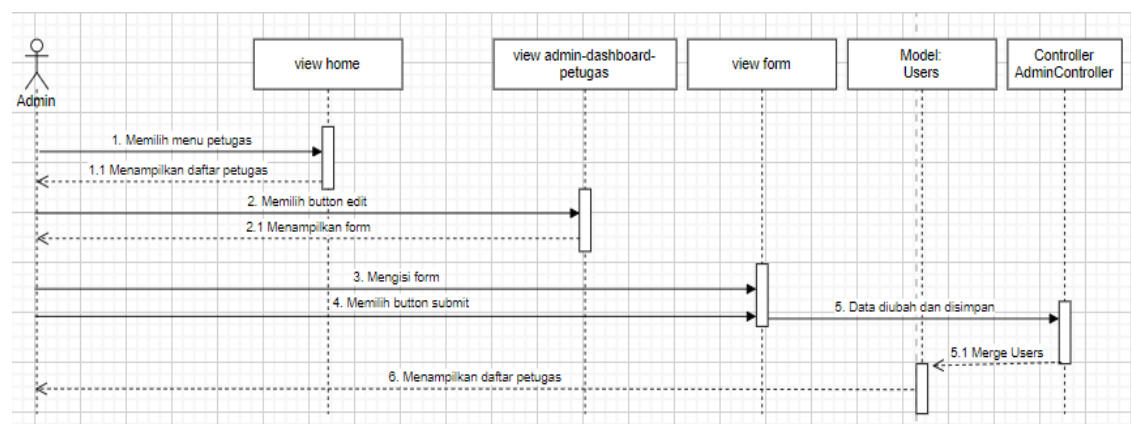 Admin
view home
view admin-dashboard-
petugas
view form
Model:
Users
Controller
AdminController
1. Memilih menu petugas
1.1 Menampilkan daftar petugas
2. Memilih button edit
2.1 Menampilkan form
3. Mengisi form
4. Memilih button submit
5. Data diubah dan disimpan
5.1 Merge Users
6. Menampilkan daftar petugas